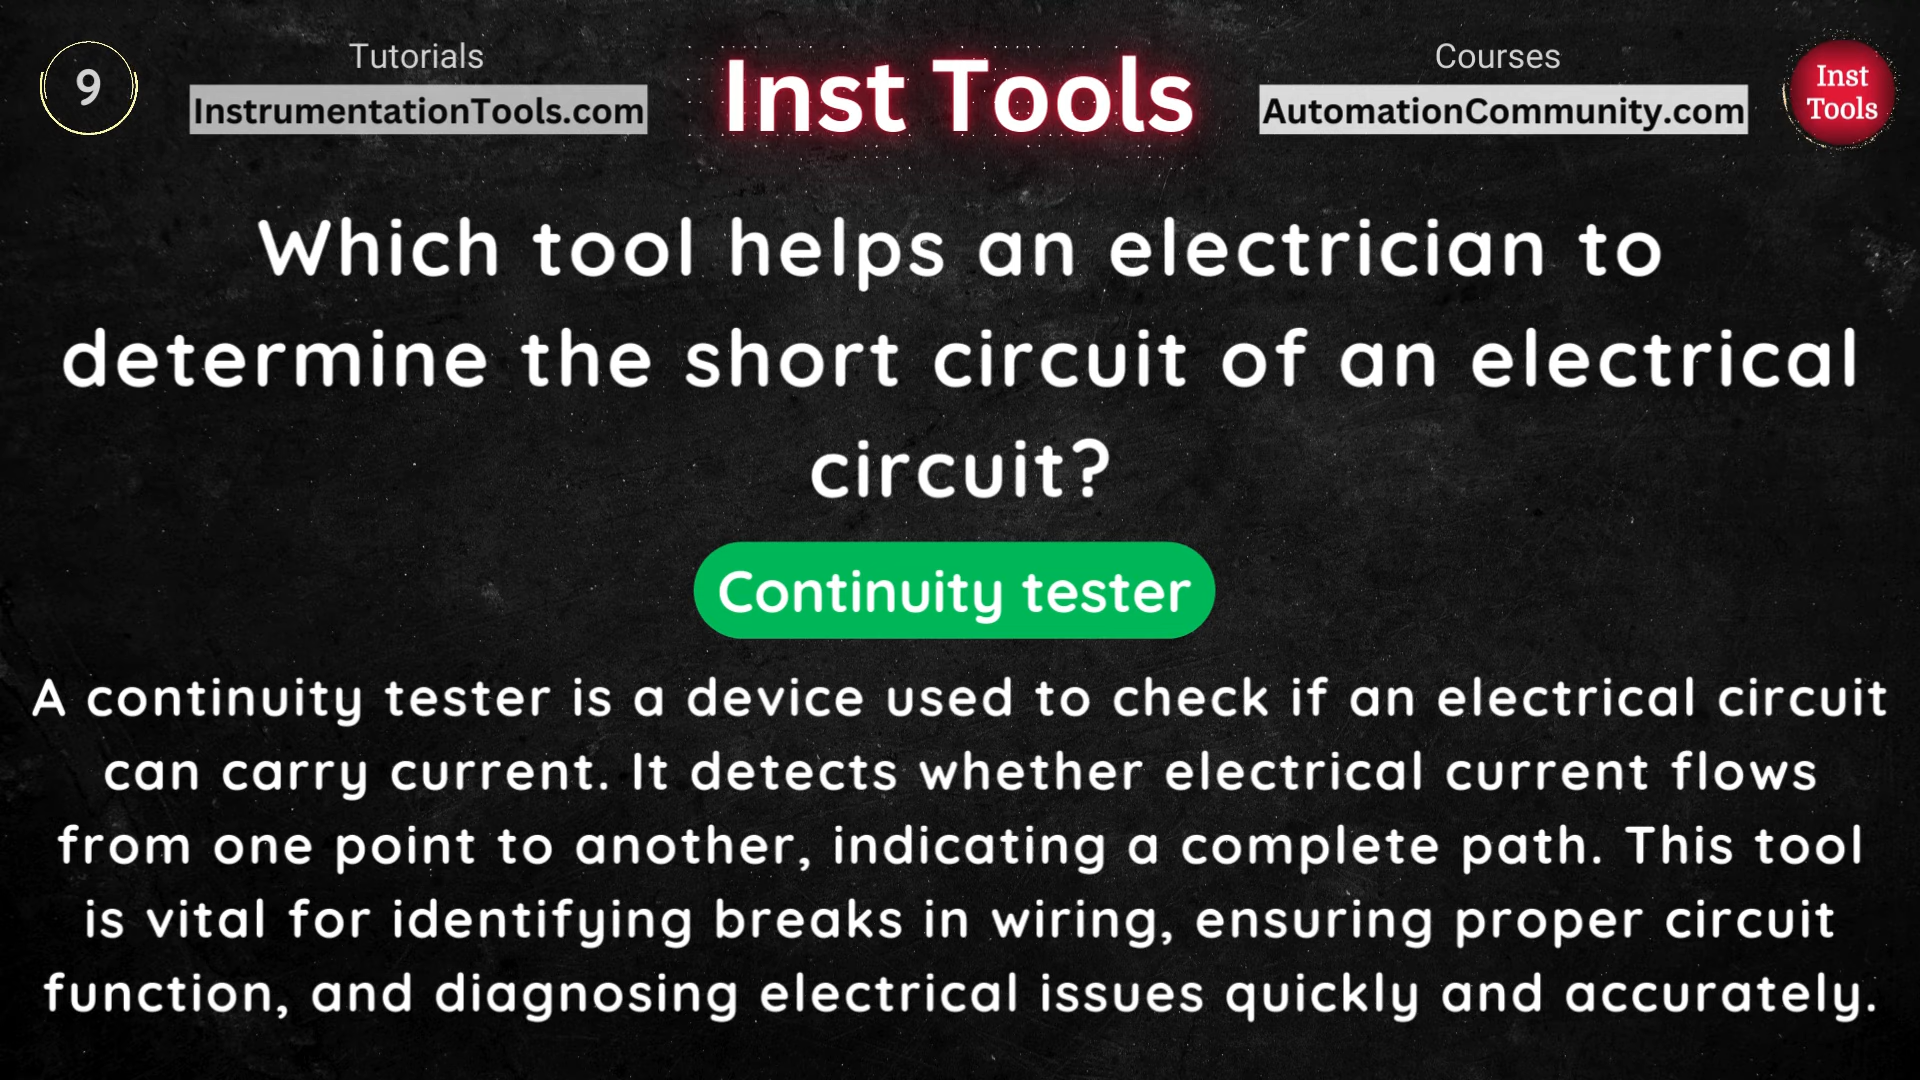 9
Tutorials
InstrumentationTools.com
Inst Tools
Courses
AutomationCommunity.com
Inst
Tools
Which tool helps an electrician to
determine the short circuit of an electrical
circuit?
Continuity tester
A continuity tester is a device used to check if an electrical circuit
can carry current. It detects whether electrical current flows
from one point to another, indicating a complete path. This tool
is vital for identifying breaks in wiring, ensuring proper circuit
function, and diagnosing electrical issues quickly and accurately.